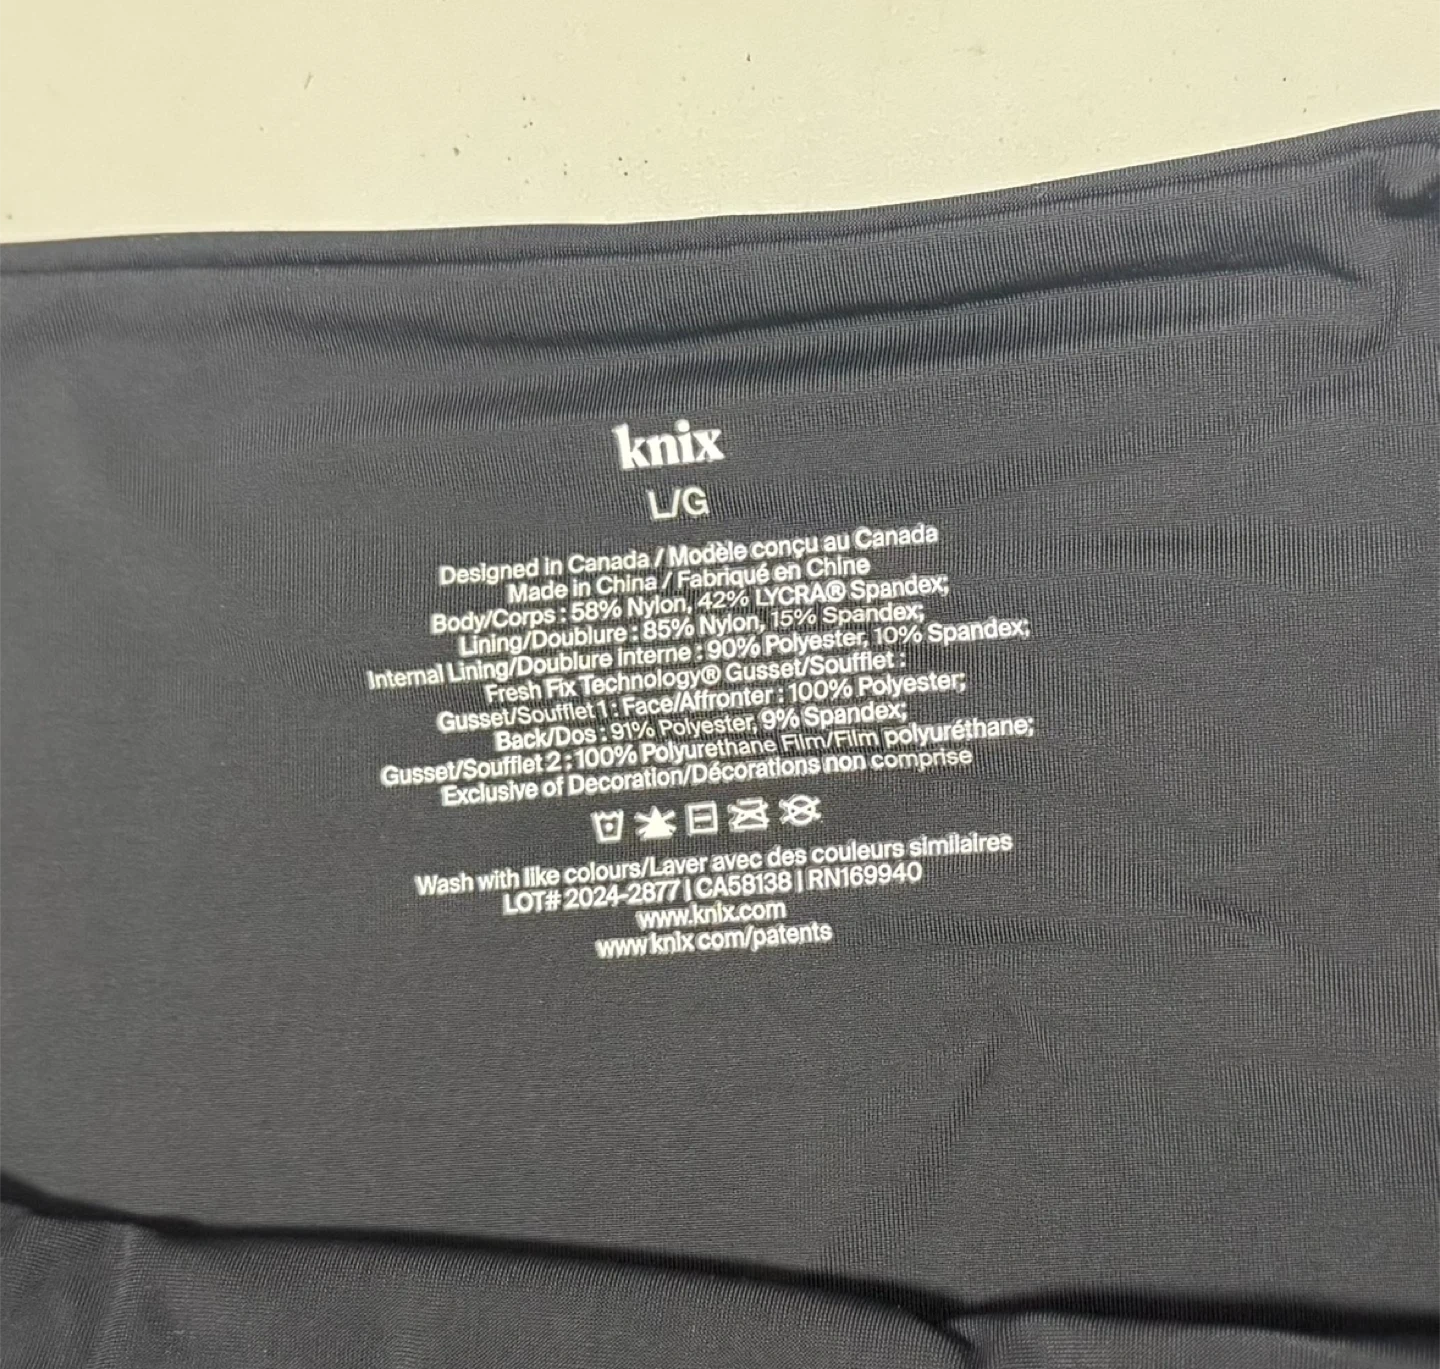 knix
L/G
Designed in Canada / Modèle conçu au Canada
Made in China / Fabriqué en Chine
Body/Corps : 58% Nylon, 42% LYCRA® Spandex;
Lining/Doublure : 85% Nylon, 15% Spandex;
Internal Lining/Doublure Interne : 90% Polyester, 10% Spandex;
Fresh Fix Technology® Gusset/Soufflet :
Gusset/Soufflet 1 : Face/Affronter : 100% Polyester;
Back/Dos : 91% Polyester, 9% Spandex;
Gusset/Soufflet 2 : 100% Polyurethane Film/Film polyuréthane;
Exclusive of Decoration/Décorations non comprise
Wash with like colours/Laver avec des couleurs similaires
LOT# 2024-2877 | CA58138 | RN169940
www.knix.com
www.knix.com/patents